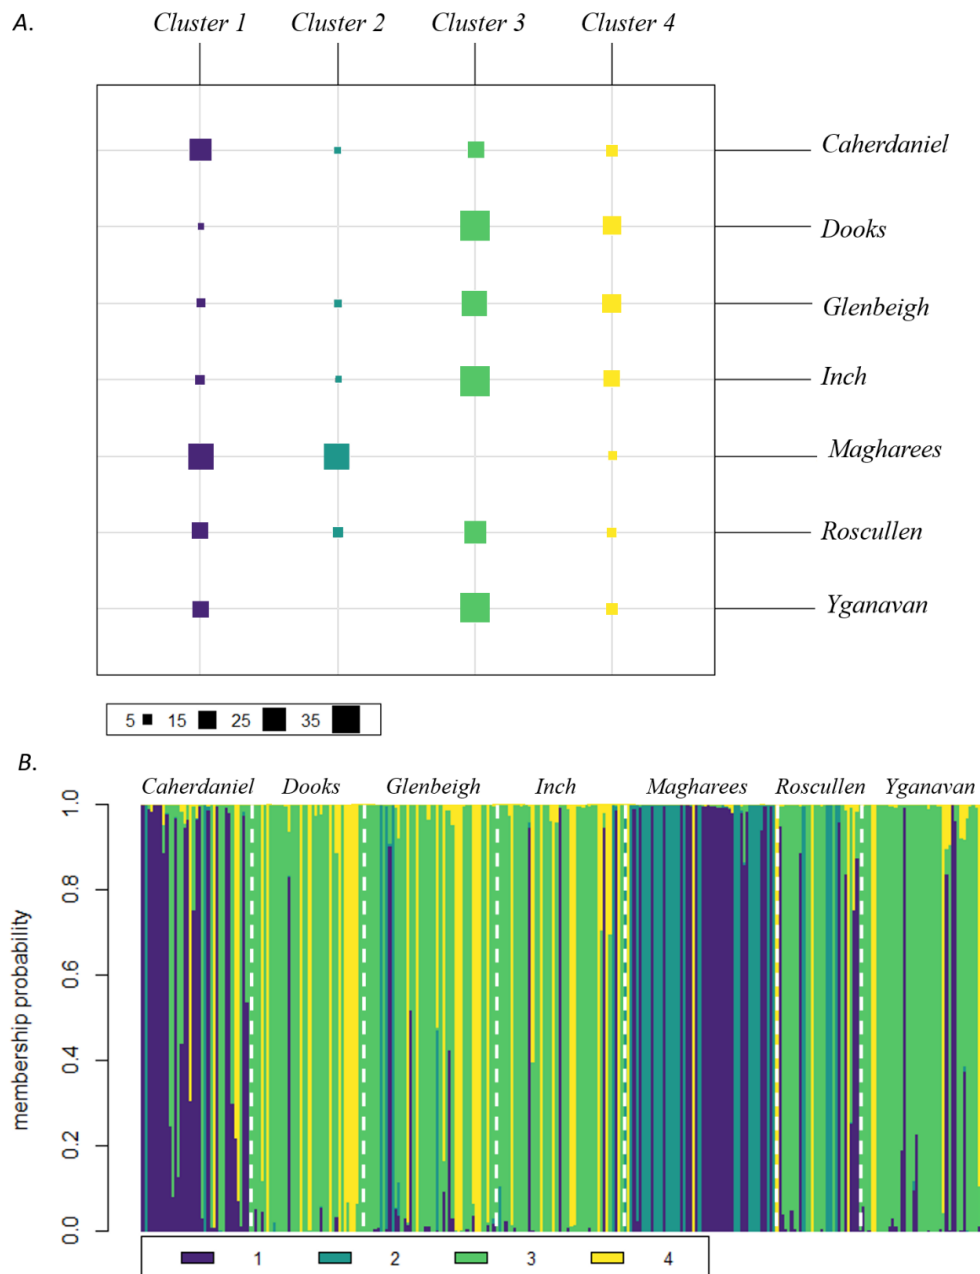 A.
Cluster 1 Cluster 2 Cluster 3 Cluster 4
Caherdaniel
Dooks
Glenbeigh
Inch
Magharees
Roscullen
Yganavan
5 15 25 35
B.
Caherdaniel Dooks Glenbeigh Inch Magharees Roscullen Yganavan
1.0
0.8
0.6
0.4
0.2
0.0
membership probability
1 2 3 4